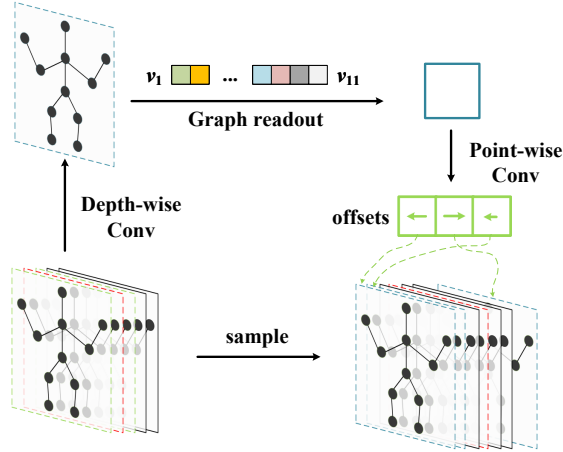 v1 ... v11
Graph readout
Point-wise
Conv
Depth-wise
Conv
offsets
sample